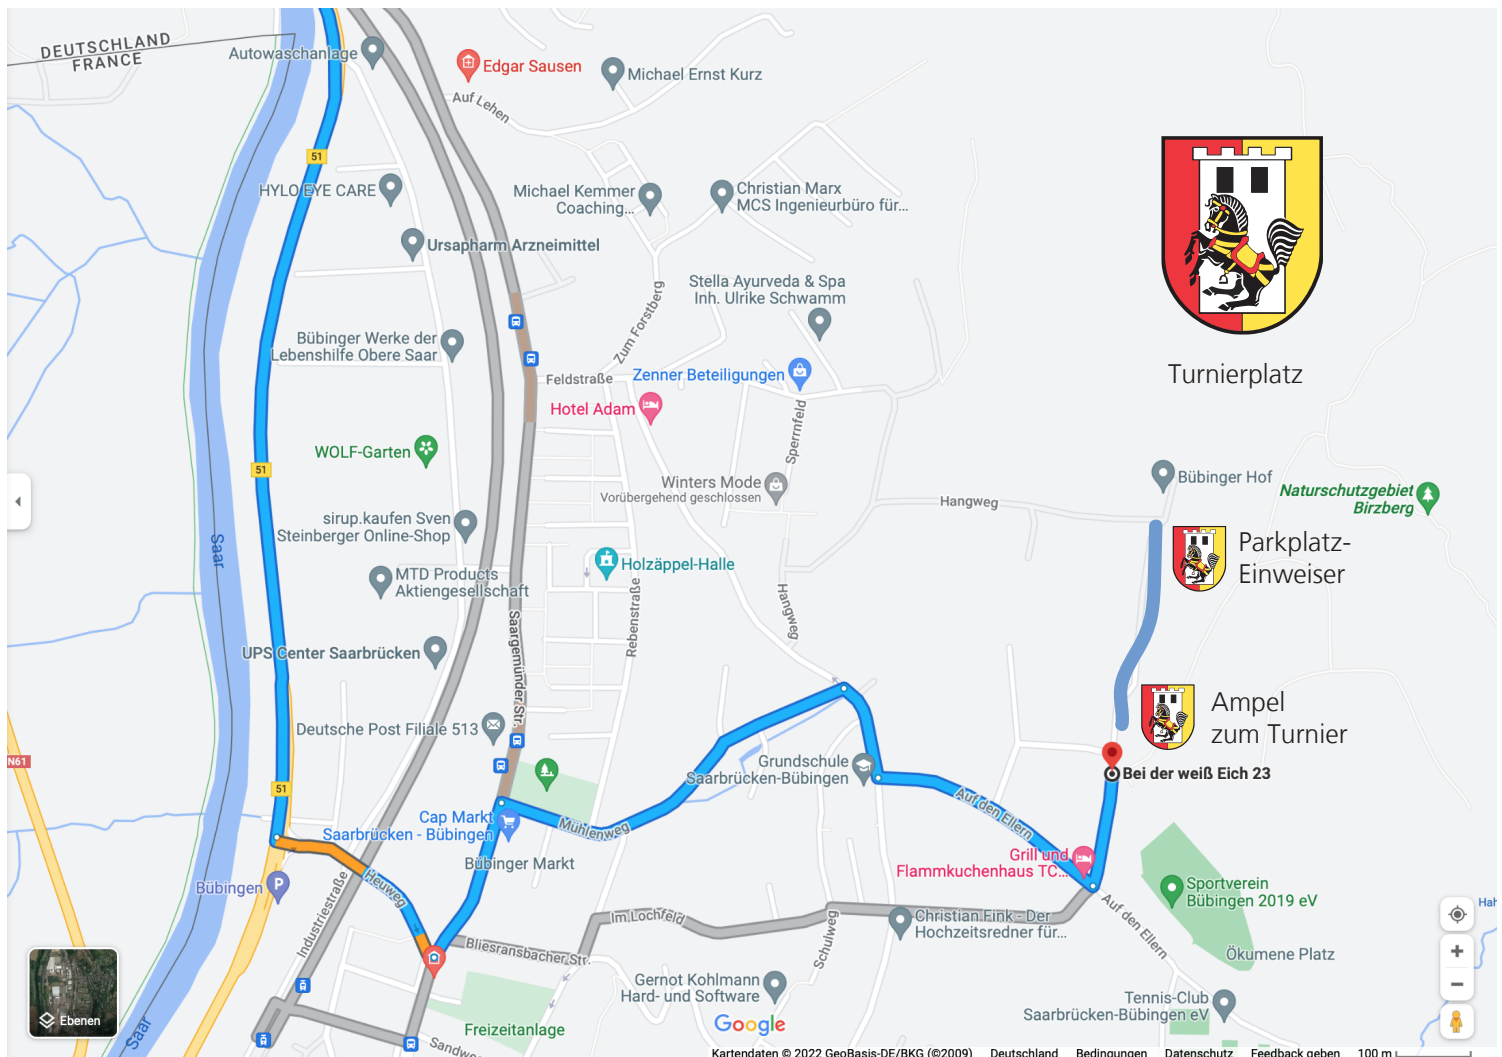 DEUTSCHLAND
FRANCE
Autowaschanlage
Edgar Sausen
Michael Ernst Kurz
Auf Lehen
51
HYLO EYE CARE
Michael Kemmer
Coaching...
Christian Marx
MCS Ingenieurbüro für...
Ursapharm Arzneimittel
Stella Ayurveda & Spa
Inh. Ulrike Schwamm
Zum Forstberg
Bübinger Werke der
Lebenshilfe Obere Saar
Feldstraße
Zenner Beteiligungen
Turnierplatz
Hotel Adam
Sperrnfeld
WOLF-Garten
51
Winters Mode
Vorübergehend geschlossen
Hangweg
Bübinger Hof
Naturschutzgebiet
Birzberg
sirup.kaufen Sven
Steinberger Online-Shop
Saar
Parkplatz-
Einweiser
Holzäppel-Halle
MTD Products
Aktiengesellschaft
Hangweg
Rebenstraße
Saargemünder Str.
UPS Center Saarbrücken
Ampel
zum Turnier
Deutsche Post Filiale 513
N61
51
Grundschule
Saarbrücken-Bübingen
Bei der weiß Eich 23
Auf den Ellern
Cap Markt
Saarbrücken - Bübingen
Mühlenweg
Bübinger Markt
Grill und
Flammkuchenhaus TC...
Bübingen
P
Heuweg
Industriestraße
Sportverein
Bübingen 2019 eV
Auf den Ellern
Im Lochfeld
Schulweg
Christian Fink - Der
Hochzeitsredner für...
Bliesransbacher Str.
Ökumene Platz
Hah
Gernot Kohlmann
Hard- und Software
Tennis-Club
Saarbrücken-Bübingen eV
Ebenen
Saar
Freizeitanlage
Google
Sandwe
Kartendaten © 2022 GeoBasis-DE/BKG (©2009) Deutschland Bedingungen Datenschutz Feedback geben 100 m